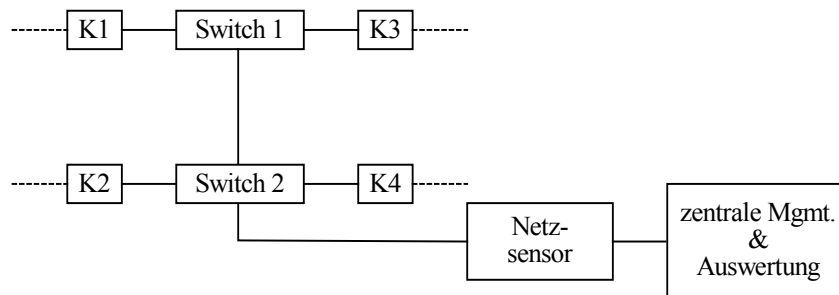 K1
Switch 1
K3
K2
Switch 2
K4
Netz-
sensor
zentrale Mgmt.
&
Auswertung